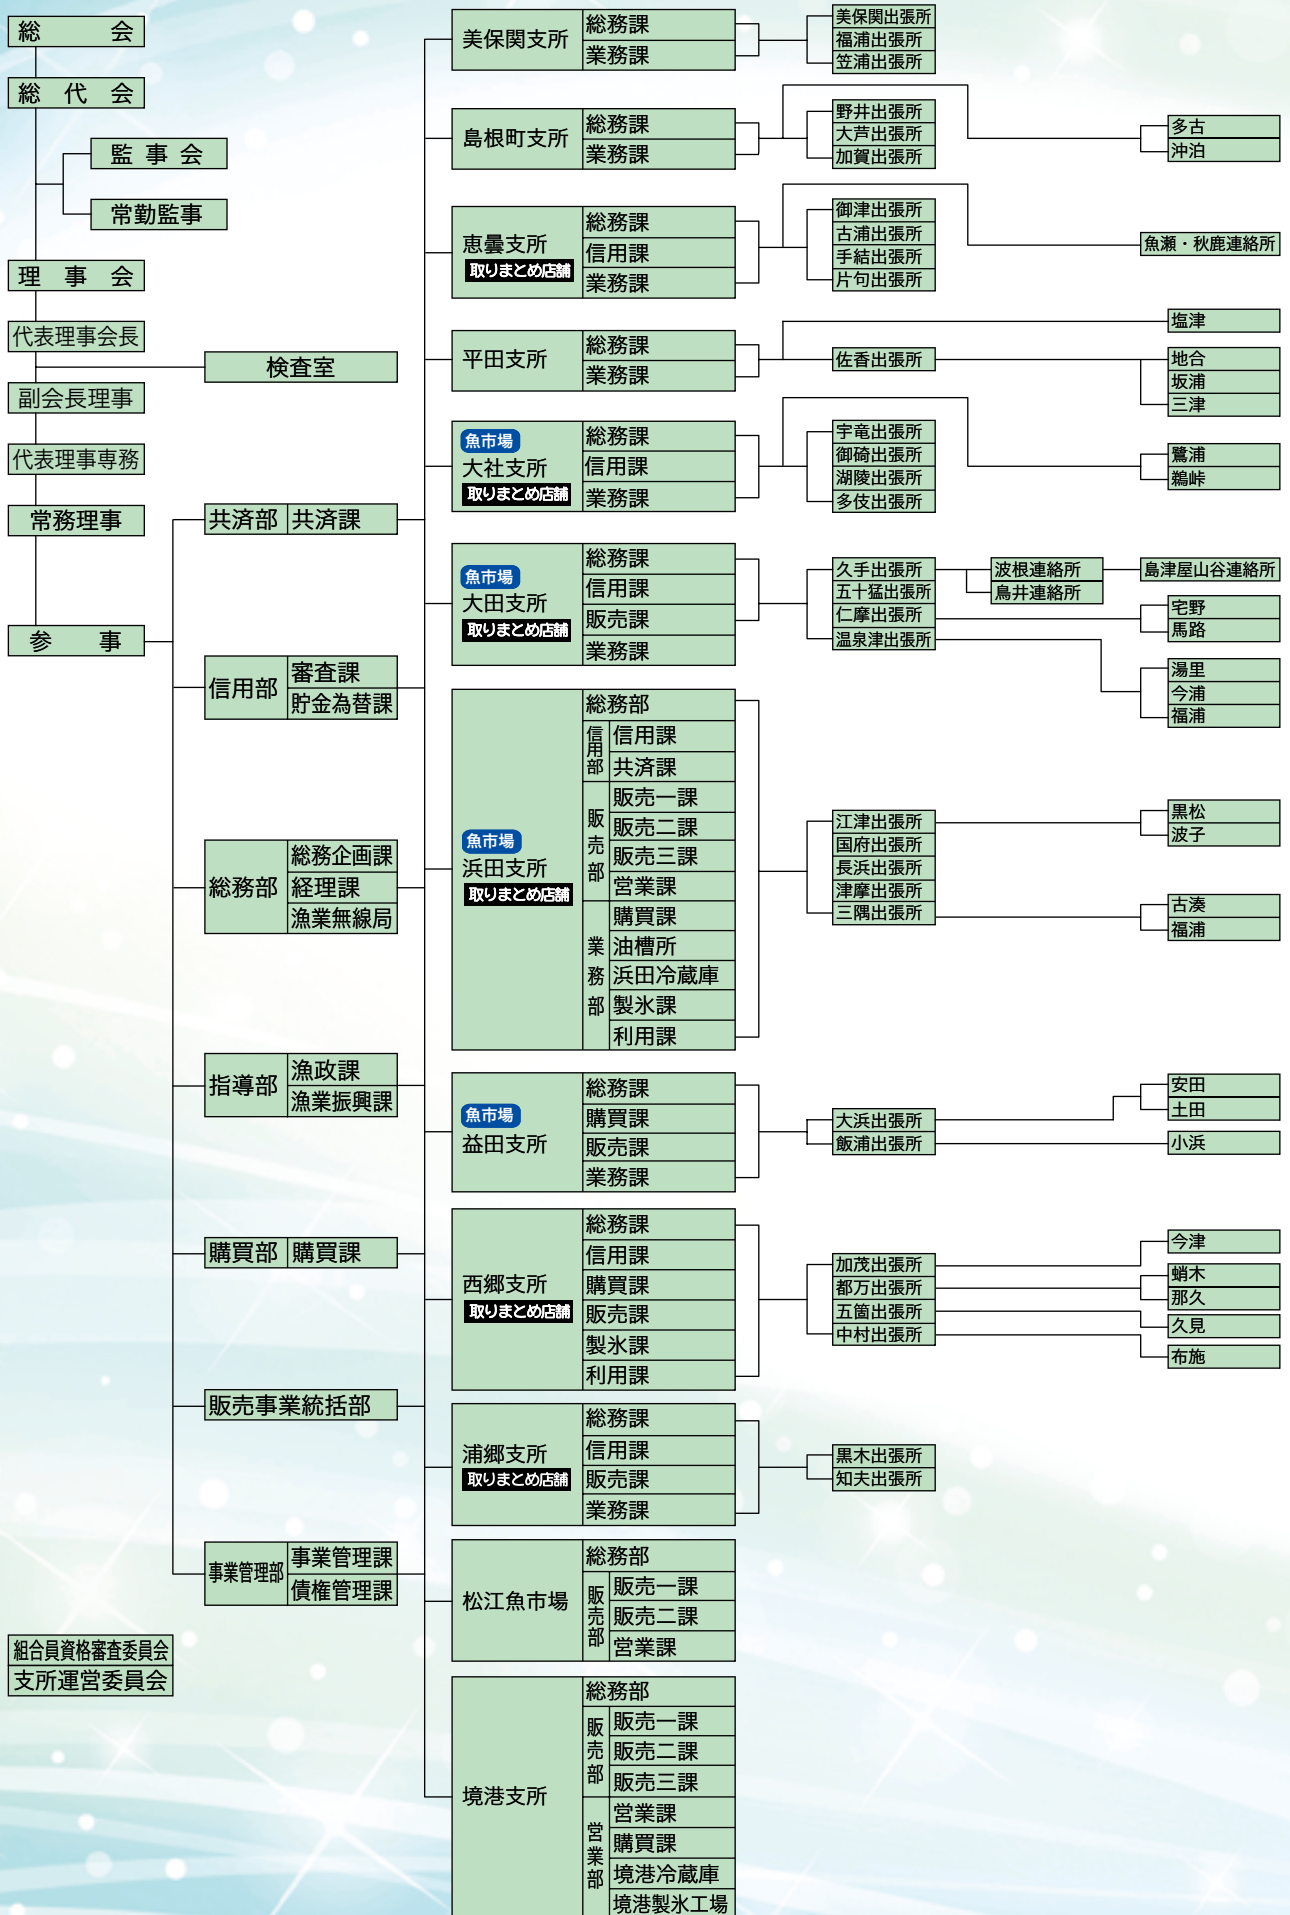 総会
総代会
監事会
常勤監事
理事会
代表理事会長
検査室
副会長理事
代表理事専務
常務理事
参事
共済部 共済課
信用部
審査課
貯金為替課
総務部
総務企画課
経理課
漁業無線局
指導部
漁政課
漁業振興課
購買部 購買課
販売事業統括部
事業管理部
事業管理課
債権管理課
組合員資格審査委員会
支所運営委員会
美保関支所
総務課
業務課
美保関出張所
福浦出張所
笠浦出張所
島根町支所
総務課
業務課
野井出張所
大芦出張所
加賀出張所
多古
沖泊
恵曇支所
取りまとめ店舗
総務課
信用課
業務課
御津出張所
古浦出張所
手結出張所
片句出張所
魚瀬・秋鹿連絡所
平田支所
総務課
業務課
佐香出張所
塩津
地合
坂浦
三津
魚市場
大社支所
取りまとめ店舗
総務課
信用課
業務課
宇竜出張所
御碕出張所
湖陵出張所
多伎出張所
鷺浦
鵜峠
魚市場
大田支所
取りまとめ店舗
総務課
信用課
販売課
業務課
久手出張所
五十猛出張所
仁摩出張所
温泉津出張所
波根連絡所
鳥井連絡所
島津屋山谷連絡所
宅野
馬路
湯里
今浦
福浦
魚市場
浜田支所
取りまとめ店舗
総務部
信用部
信用課
共済課
販売部
販売一課
販売二課
販売三課
営業課
業務部
購買課
油槽所
浜田冷蔵庫
製氷課
利用課
江津出張所
国府出張所
長浜出張所
津摩出張所
三隅出張所
黒松
波子
古湊
福浦
魚市場
益田支所
総務課
購買課
販売課
業務課
大浜出張所
飯浦出張所
安田
土田
小浜
西郷支所
取りまとめ店舗
総務課
信用課
購買課
販売課
製氷課
利用課
加茂出張所
都万出張所
五箇出張所
中村出張所
今津
蛸木
那久
久見
布施
浦郷支所
取りまとめ店舗
総務課
信用課
販売課
業務課
黒木出張所
知夫出張所
松江魚市場
総務部
販売部
販売一課
販売二課
営業課
境港支所
総務部
販売部
販売一課
販売二課
販売三課
営業部
営業課
購買課
境港冷蔵庫
境港製氷工場